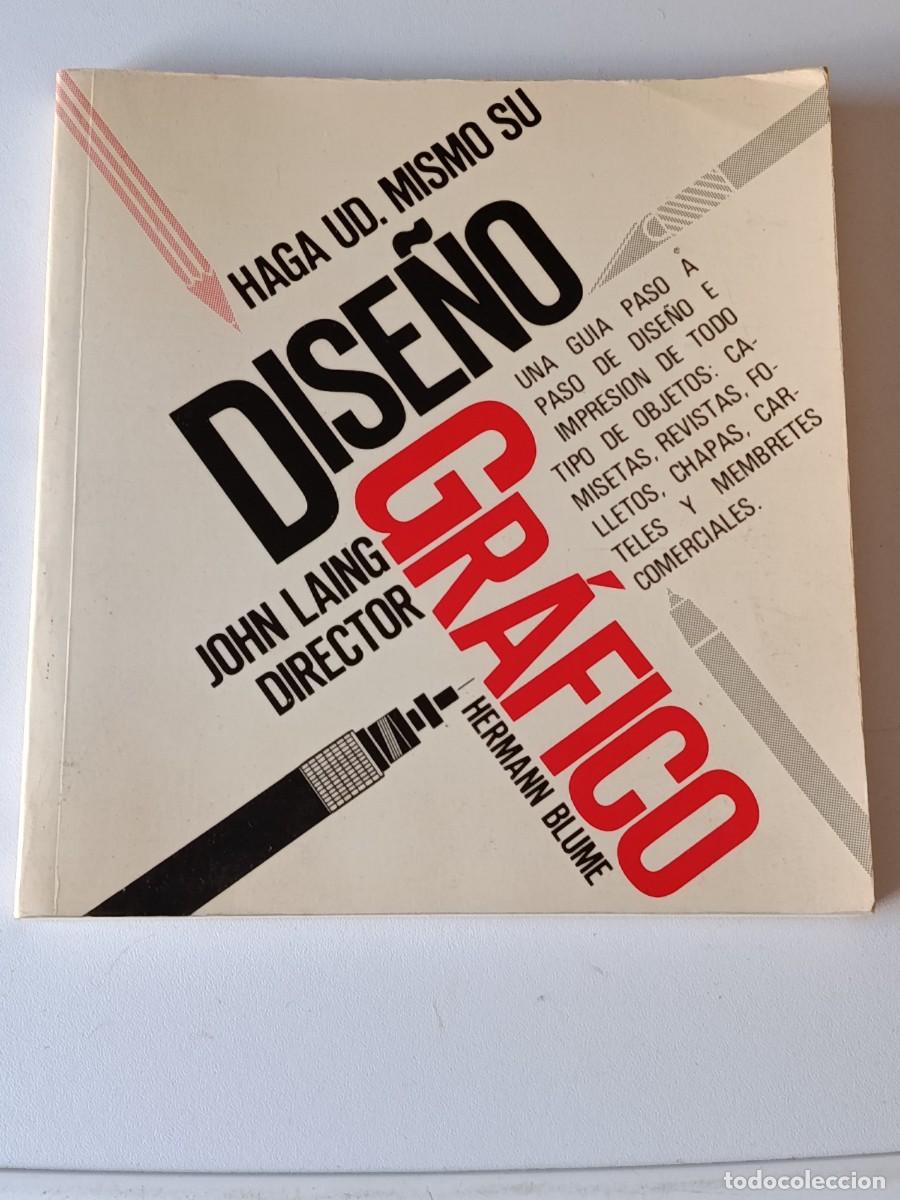 HAGA UD. MISMO SU
DISEÑO
GRÁFICO
UNA GUIA PASO A
PASO DE DISEÑO E
IMPRESION DE TODO
TIPO DE OBJETOS: CA-
MISETAS, REVISTAS, FO-
LLETOS, CHAPAS, CAR-
TELES Y MEMBRETES
COMERCIALES.
JOHN LAING
DIRECTOR
HERMANN BLUME
todocoleccion